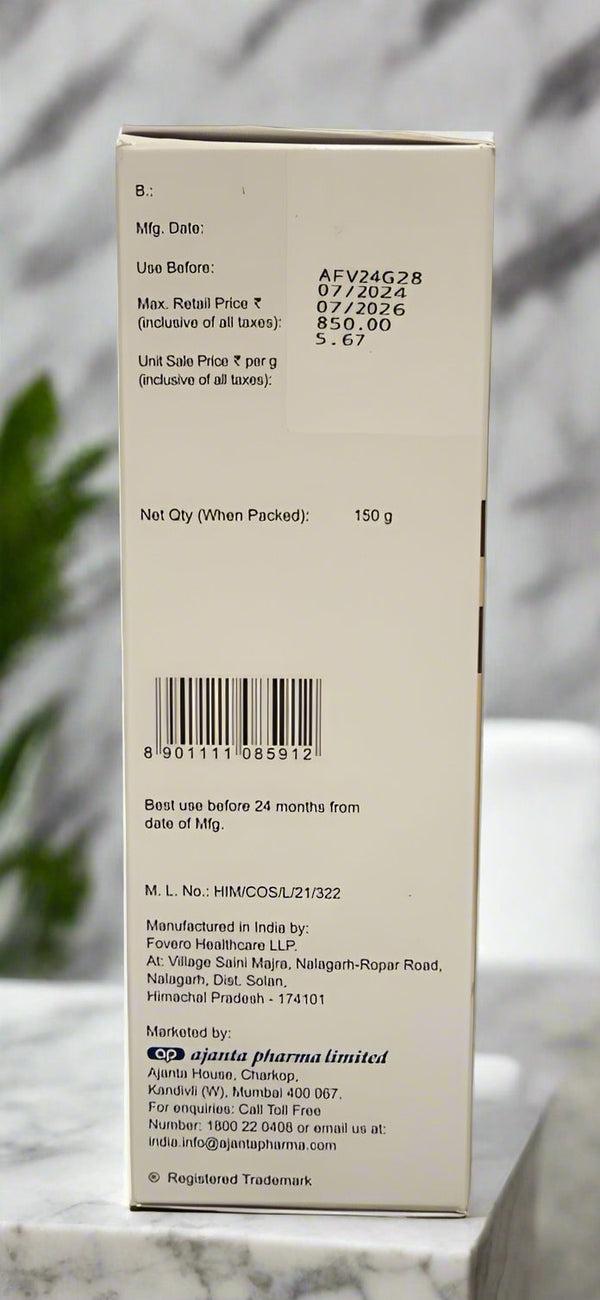 B.:
Mfg. Date:
Use Before:
Max. Retail Price ₹
(inclusive of all taxes):
Unit Sale Price ₹ per g
(inclusive of all taxes):
AFV24G28
07/2024
07/2026
850.00
5.67
Net Qty (When Packed): 150 g
8 901111 085912
Best use before 24 months from
date of Mfg.
M. L. No.: HIM/COS/L/21/322
Manufactured in India by:
Fovero Healthcare LLP.
At: Village Saini Majra, Nalagarh-Ropar Road,
Nalagarh, Dist. Solan,
Himachal Pradesh - 174101
Marketed by:
ap ajanta pharma limited
Ajanta House, Charkop,
Kandivli (W), Mumbai 400 067.
For enquiries: Call Toll Free
Number: 1800 22 0408 or email us at:
india.info@ajantapharma.com
® Registered Trademark